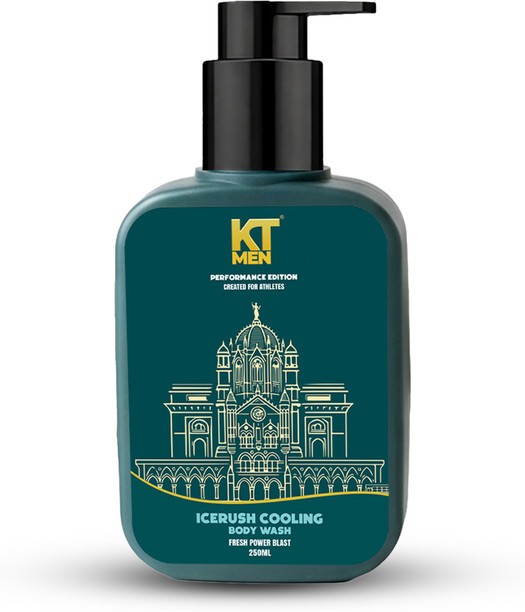 KT®
MEN
PERFORMANCE EDITION
CREATED FOR ATHLETES
ICERUSH COOLING
BODY WASH
FRESH POWER BLAST
250ML